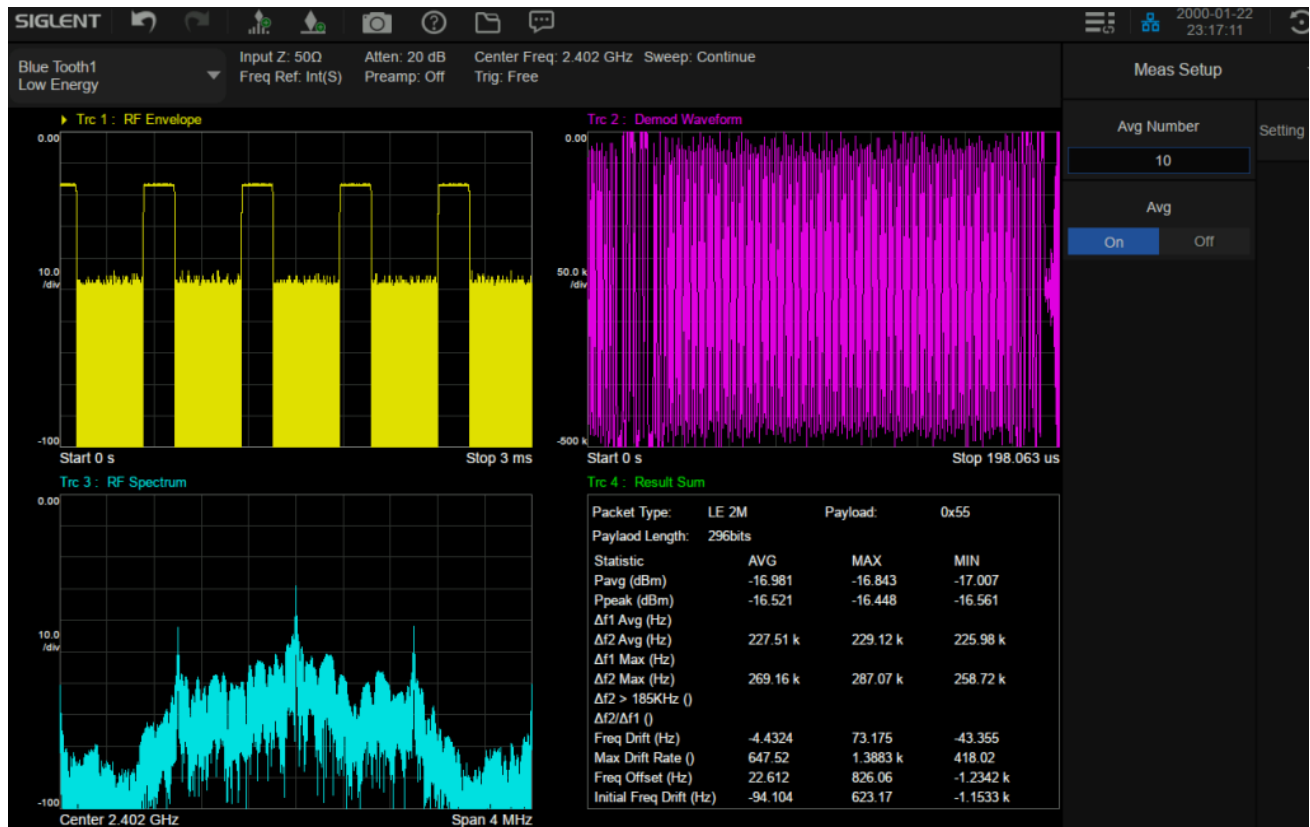 SIGLENT
2000-01-22
23:17:11
Blue Tooth1
Low Energy
Input Z: 50Ω
Freq Ref: Int(S)
Atten: 20 dB
Preamp: Off
Center Freq: 2.402 GHz Sweep: Continue
Trig: Free
Meas Setup
Avg Number
10
Setting
Avg
On Off
Trc 1 : RF Envelope
0.00
10.0
/div
-100
Start 0 s Stop 3 ms
Trc 2 : Demod Waveform
0.00
50.0 k
/div
-500 k
Start 0 s Stop 198.063 us
Trc 3 : RF Spectrum
0.00
10.0
/div
-100
Center 2.402 GHz Span 4 MHz
Trc 4 : Result Sum
Packet Type: LE 2M Payload: 0x55
Paylaod Length: 296bits
Statistic AVG MAX MIN
Pavg (dBm) -16.981 -16.843 -17.007
Ppeak (dBm) -16.521 -16.448 -16.561
Δf1 Avg (Hz)
Δf2 Avg (Hz) 227.51 k 229.12 k 225.98 k
Δf1 Max (Hz)
Δf2 Max (Hz) 269.16 k 287.07 k 258.72 k
Δf2 > 185KHz ()
Δf2/Δf1 ()
Freq Drift (Hz) -4.4324 73.175 -43.355
Max Drift Rate () 647.52 1.3883 k 418.02
Freq Offset (Hz) 22.612 826.06 -1.2342 k
Initial Freq Drift (Hz) -94.104 623.17 -1.1533 k